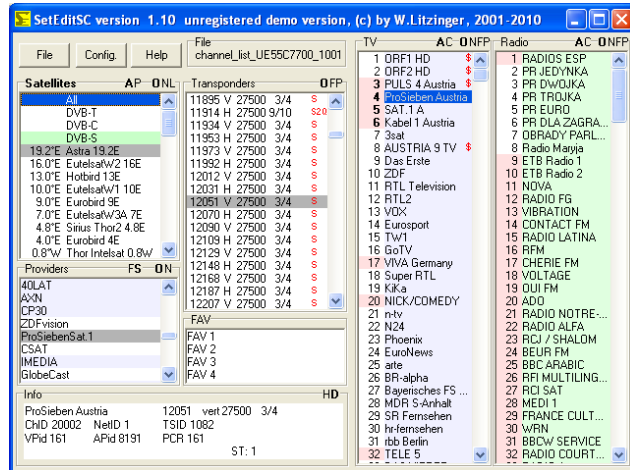 SetEditSC version 1.10 unregistered demo version, (c) by W.Litzinger, 2001-2010
File Config. Help
File
channel_list_UE55C7700_1001
Satellites AP ONL
All
DVB-T
DVB-C
DVB-S
19.2°E Astra 19.2E
16.0°E EutelsatW2 16E
13.0°E Hotbird 13E
10.0°E EutelsatW1 10E
9.0°E Eurobird 9E
7.0°E EutelsatW3A 7E
4.8°E Sirius Thor2 4.8E
4.0°E Eurobird 4E
0.8°W Thor Intelsat 0.8W
Providers FS ON
40LAT
AXN
CP30
ZDFvision
ProSiebenSat.1
CSAT
IMEDIA
GlobeCast
Transponders OFP
11895 V 27500 3/4 S
11914 H 27500 9/10 S20
11934 V 27500 3/4 S
11953 H 27500 3/4 S
11973 V 27500 3/4 S
11992 H 27500 3/4 S
12012 V 27500 3/4 S
12031 H 27500 3/4 S
12051 V 27500 3/4 S
12070 H 27500 3/4 S
12090 V 27500 3/4 S
12109 H 27500 3/4 S
12129 V 27500 3/4 S
12148 H 27500 3/4 S
12168 V 27500 3/4 S
12187 H 27500 3/4 S
12207 V 27500 3/4 S
FAV
FAV 1
FAV 2
FAV 3
FAV 4
Info HD
ProSieben Austria 12051 vert 27500 3/4
ChID 20002 NetID 1 TSID 1082
VPid 161 APid 8191 PCR 161
ST: 1
TV AC ONFP
1 ORF1 HD $
2 ORF2 HD $
3 PULS 4 Austria $
4 ProSieben Austria
5 SAT.1 A
6 Kabel 1 Austria
7 3sat
8 AUSTRIA 9 TV $
9 Das Erste
10 ZDF
11 RTL Television
12 RTL2
13 VOX
14 Eurosport
15 TW1
16 GoTV
17 VIVA Germany
18 Super RTL
19 KiKa
20 NICK/COMEDY
21 n-tv
22 N24
23 Phoenix
24 EuroNews
25 arte
26 BR-alpha
27 Bayerisches FS ...
28 MDR S-Anhalt
29 SR Fernsehen
30 hr-fernsehen
31 rbb Berlin
32 TELE 5
Radio AC ONFP
1 RADIOS ESP
2 PR JEDYNKA
3 PR DWOJKA
4 PR TROJKA
5 PR EURO
6 PR DLA ZAGRA...
7 OBRADY PARL...
8 Radio Maryja
9 ETB Radio 1
10 ETB Radio 2
11 NOVA
12 RADIO FG
13 VIBRATION
14 CONTACT FM
15 RADIO LATINA
16 RFM
17 CHERIE FM
18 VOLTAGE
19 OUI FM
20 ADO
21 RADIO NOTRE-...
22 RADIO ALFA
23 RCJ / SHALOM
24 BEUR FM
25 BBC ARABIC
26 RFI MULTILING...
27 RCI SAT
28 MEDI 1
29 FRANCE CULT...
30 WRN
31 BBCW SERVICE
32 RADIO COURT...